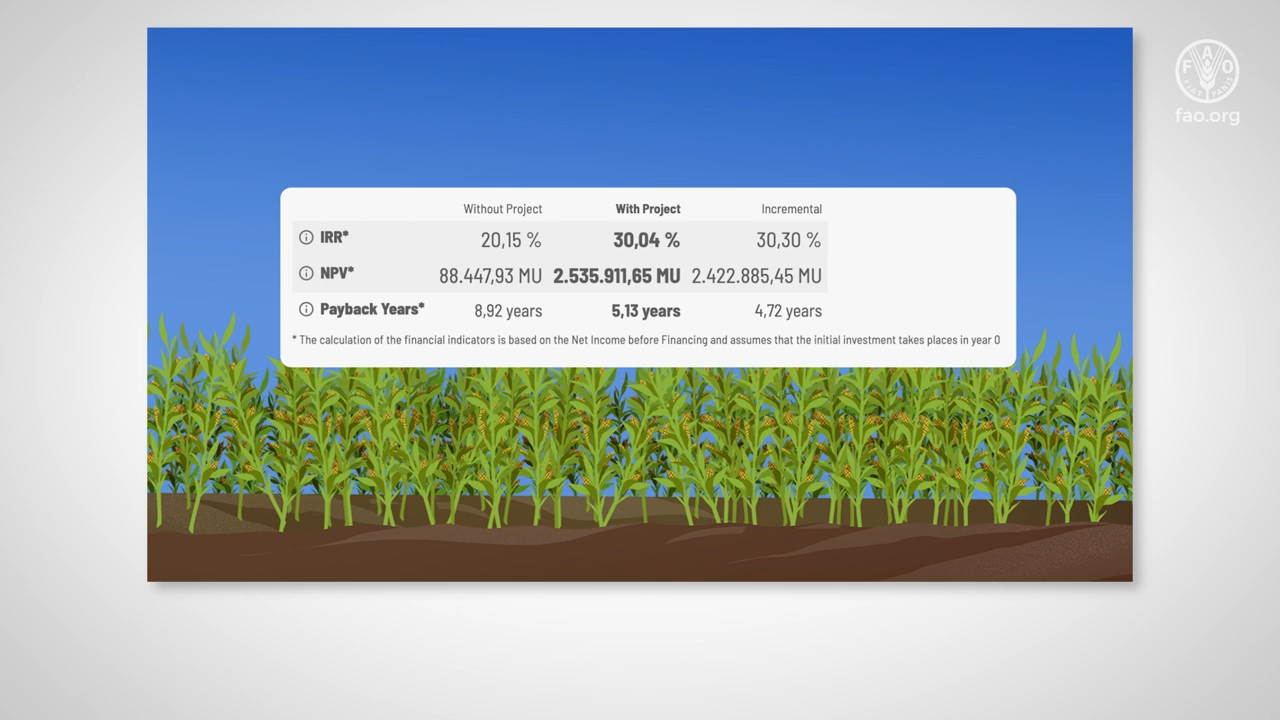 F A O
FIAT PANIS
fao.org
Without Project With Project Incremental
IRR* 20,15 % 30,04 % 30,30 %
NPV* 88.447,93 MU 2.535.911,65 MU 2.422.885,45 MU
Payback Years* 8,92 years 5,13 years 4,72 years
* The calculation of the financial indicators is based on the Net Income before Financing and assumes that the initial investment takes places in year 0